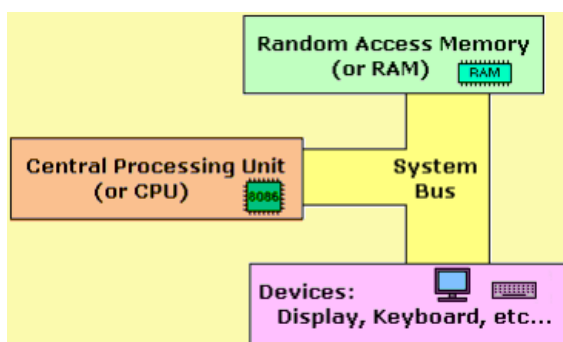 Random Access Memory
(or RAM)
RAM
Central Processing Unit
(or CPU)
8086
System
Bus
Devices:
Display, Keyboard, etc...